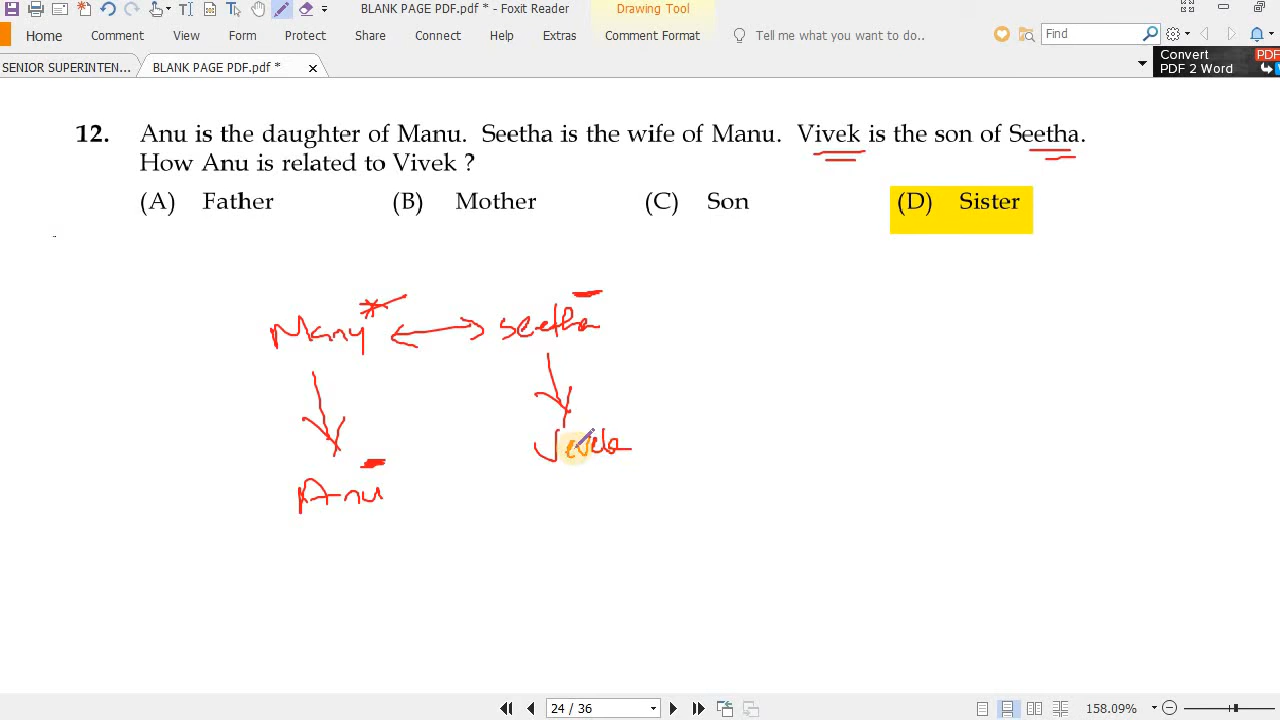 BLANK PAGE PDF.pdf * - Foxit Reader
Drawing Tool
Home Comment View Form Protect Share Connect Help Extras Comment Format Tell me what you want to do.. Find
SENIOR SUPERINTEN... BLANK PAGE PDF.pdf * Convert PDF
PDF 2 Word
12. Anu is the daughter of Manu. Seetha is the wife of Manu. Vivek is the son of Seetha.
How Anu is related to Vivek ?
(A) Father (B) Mother (C) Son (D) Sister
Manu seetha
Vivek
Anu
24 / 36 158.09%